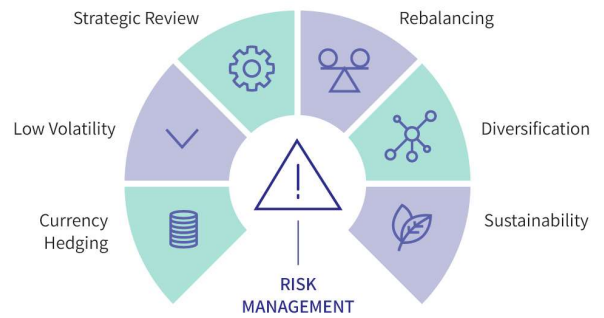 Strategic Review
Rebalancing
Low Volatility
Diversification
Currency
Hedging
Sustainability
RISK
MANAGEMENT